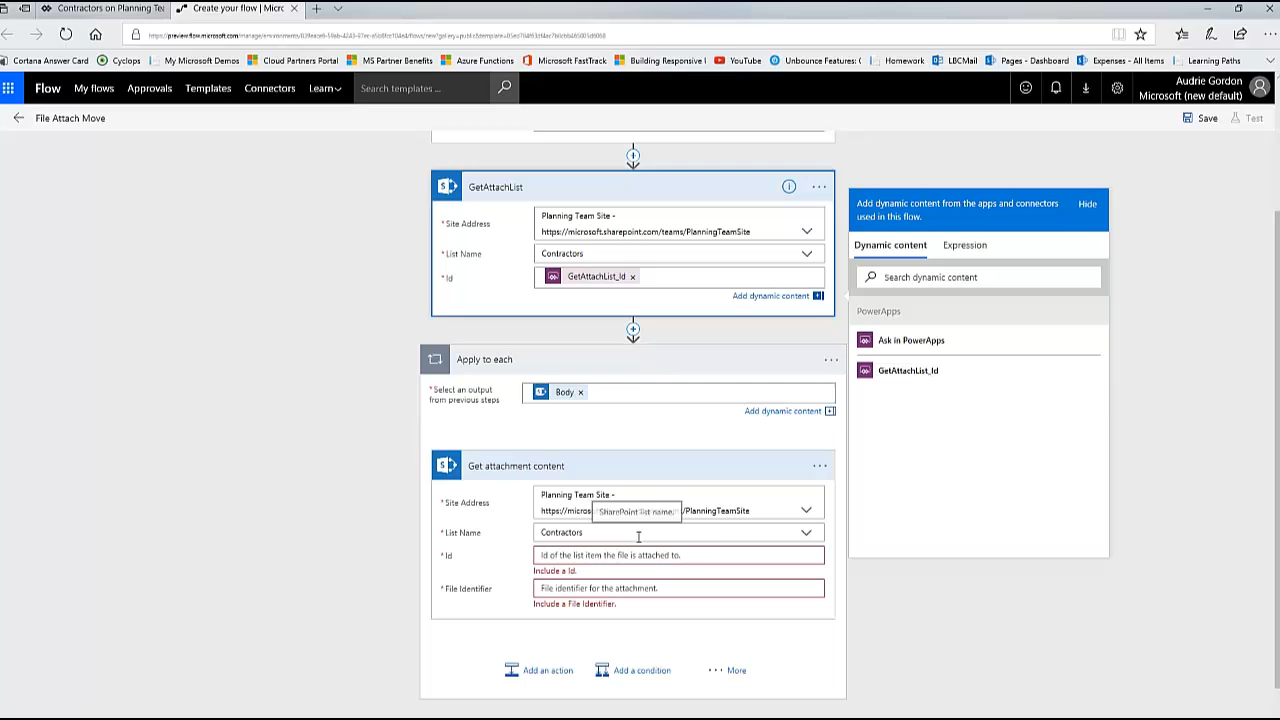 Contractors on Planning Te
Create your flow | Micr
Cortana Answer Card
Cyclops
My Microsoft Demos
Cloud Partners Portal
MS Partner Benefits
Azure Functions
Microsoft FastTrack
Building Responsive
YouTube
Unbounce Features:
Homework
LBCMail
Pages - Dashboard
Expenses - All Items
Learning Paths
Flow
My flows
Approvals
Templates
Connectors
Learn
Search templates ...
Audrie Gordon
Microsoft (new default)
File Attach Move
Save
Test
GetAttachList
* Site Address
Planning Team Site -
https://microsoft.sharepoint.com/teams/PlanningTeamSite
* List Name
Contractors
* Id
GetAttachList_Id ×
Add dynamic content
Apply to each
* Select an output
from previous steps
Body ×
Add dynamic content
Get attachment content
* Site Address
Planning Team Site -
https://micros /PlanningTeamSite
SharePoint list name.
* List Name
Contractors
* Id
Id of the list item the file is attached to.
Include a Id.
* File Identifier
File identifier for the attachment.
Include a File Identifier.
Add an action
Add a condition
··· More
Add dynamic content from the apps and connectors
used in this flow.
Hide
Dynamic content
Expression
Search dynamic content
PowerApps
Ask in PowerApps
GetAttachList_Id